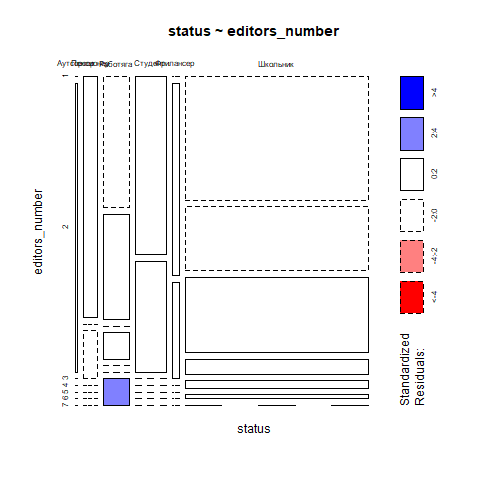 status ~ editors_number
Работяга Студент Фрилансер Школьник
editors_number
1
2
3
4
5
6
7
status
Standardized
Residuals:
<-4
-4:-2
-2:0
0:2
2:4
>4